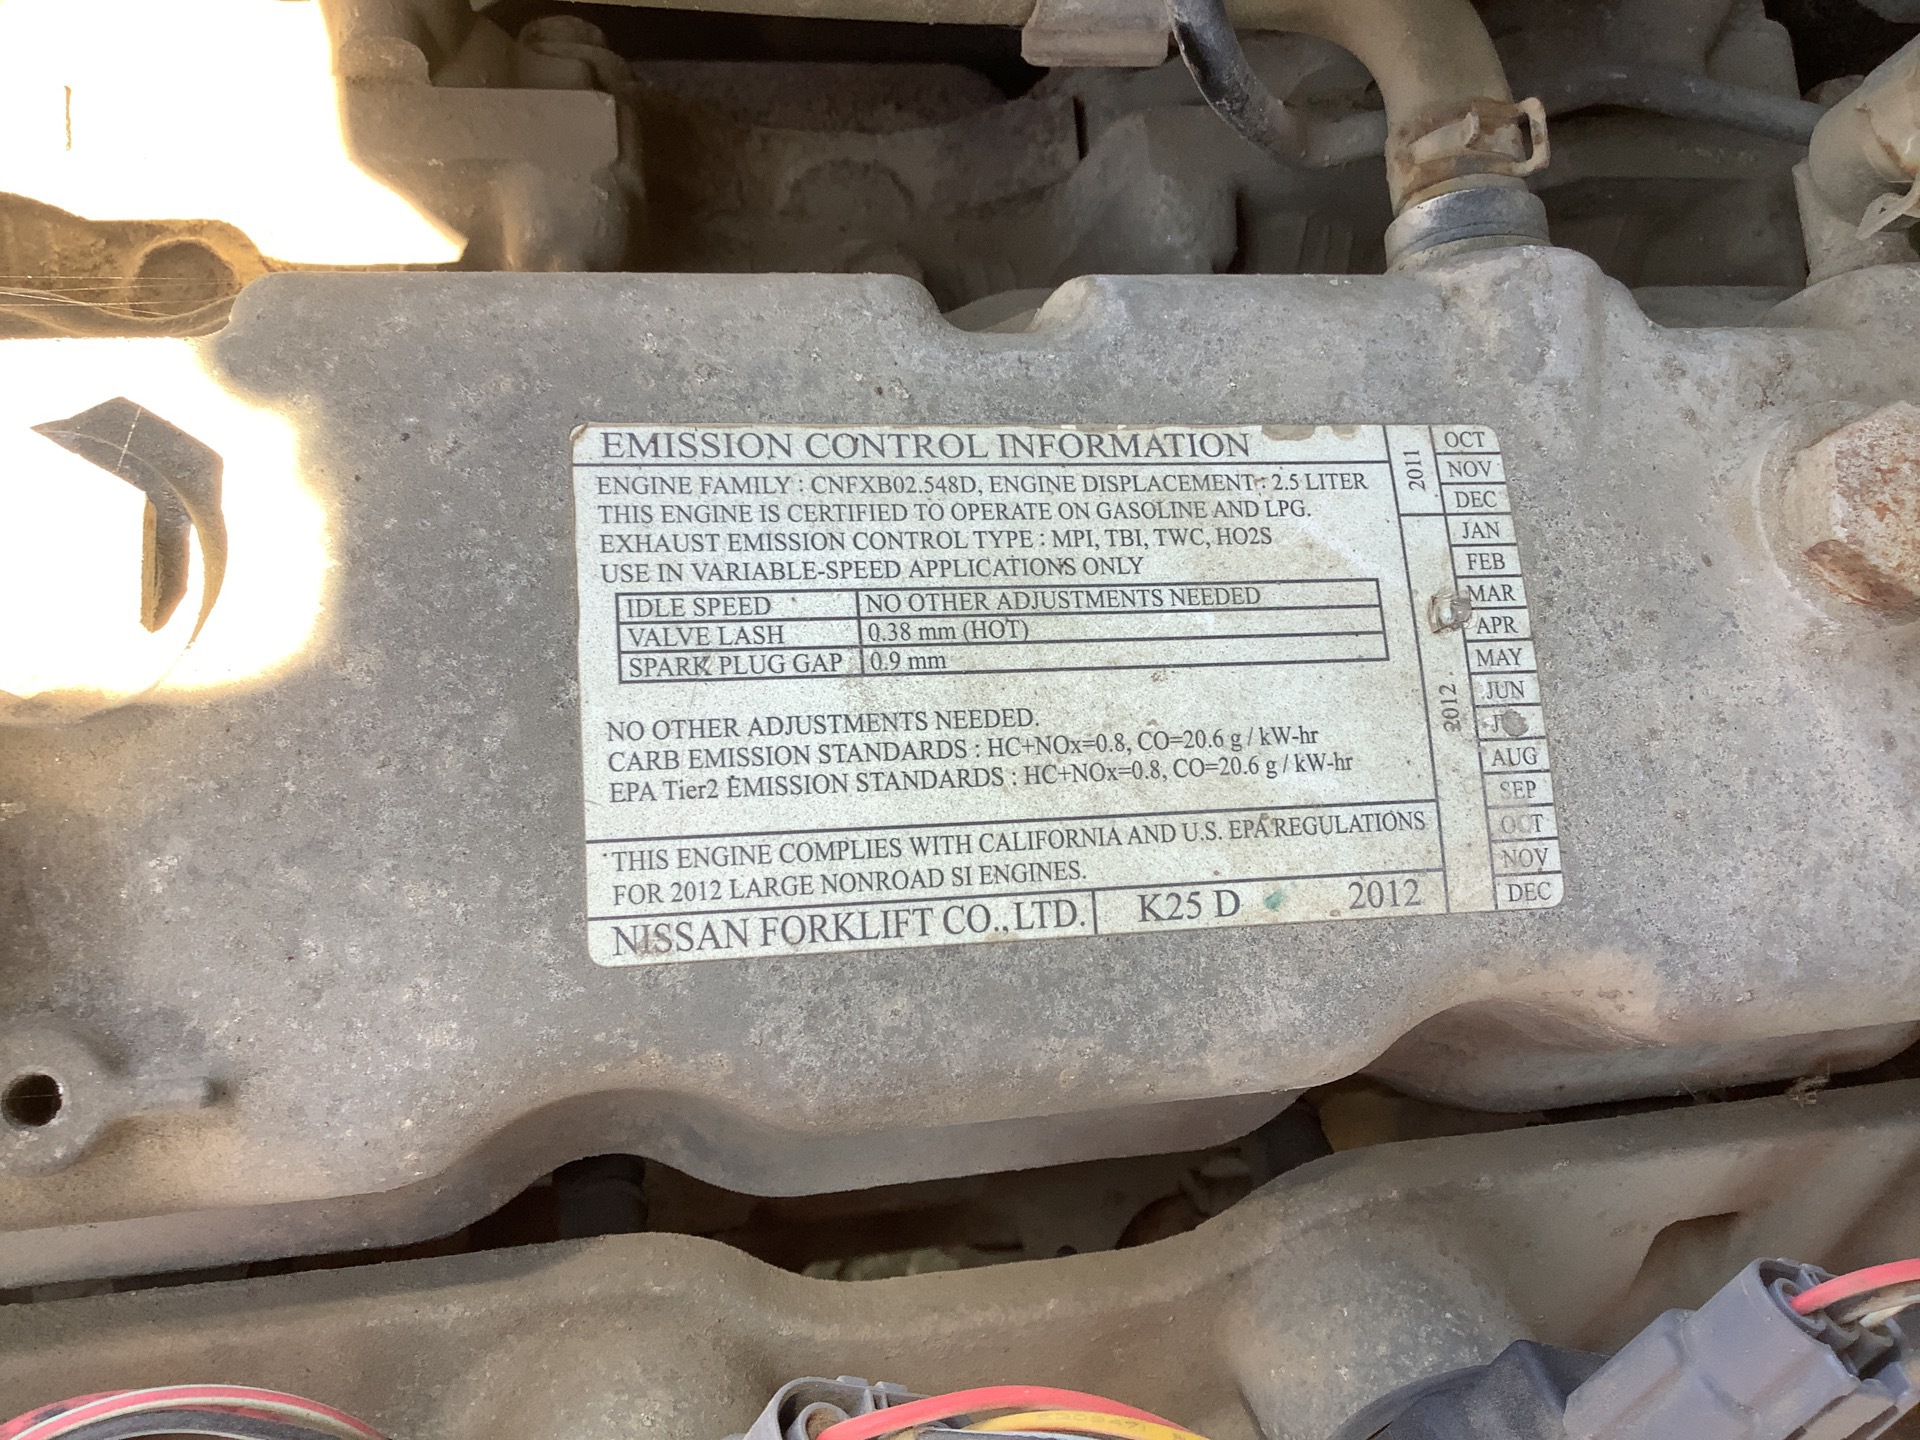 EMISSION CONTROL INFORMATION
ENGINE FAMILY : CNFXB02.548D, ENGINE DISPLACEMENT : 2.5 LITER
THIS ENGINE IS CERTIFIED TO OPERATE ON GASOLINE AND LPG.
EXHAUST EMISSION CONTROL TYPE : MPI, TBI, TWC, HO2S
USE IN VARIABLE-SPEED APPLICATIONS ONLY
IDLE SPEED NO OTHER ADJUSTMENTS NEEDED
VALVE LASH 0.38 mm (HOT)
SPARK PLUG GAP 0.9 mm
NO OTHER ADJUSTMENTS NEEDED.
CARB EMISSION STANDARDS : HC+NOx=0.8, CO=20.6 g / kW-hr
EPA Tier2 EMISSION STANDARDS : HC+NOx=0.8, CO=20.6 g / kW-hr
THIS ENGINE COMPLIES WITH CALIFORNIA AND U.S. EPA REGULATIONS
FOR 2012 LARGE NONROAD SI ENGINES.
NISSAN FORKLIFT CO., LTD. K25 D 2012
2011
OCT
NOV
DEC
2012
JAN
FEB
MAR
APR
MAY
JUN
AUG
SEP
OCT
NOV
DEC